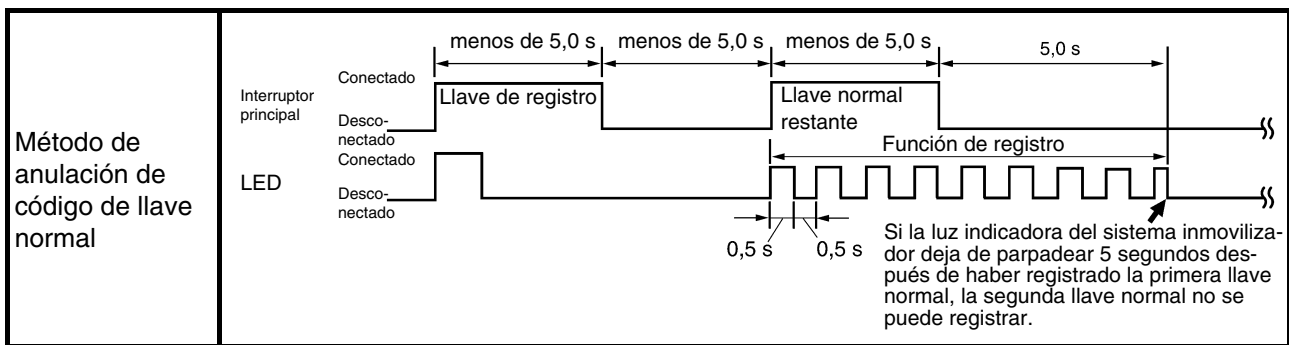 Método de
anulación de
código de llave
normal
menos de 5,0 s
menos de 5,0 s
menos de 5,0 s
5,0 s
Interruptor
principal
Conectado
Desco-
nectado
Llave de registro
Llave normal
restante
Función de registro
LED
Conectado
Desco-
nectado
0,5 s
0,5 s
Si la luz indicadora del sistema inmoviliza-
dor deja de parpadear 5 segundos des-
pués de haber registrado la primera llave
normal, la segunda llave normal no se
puede registrar.